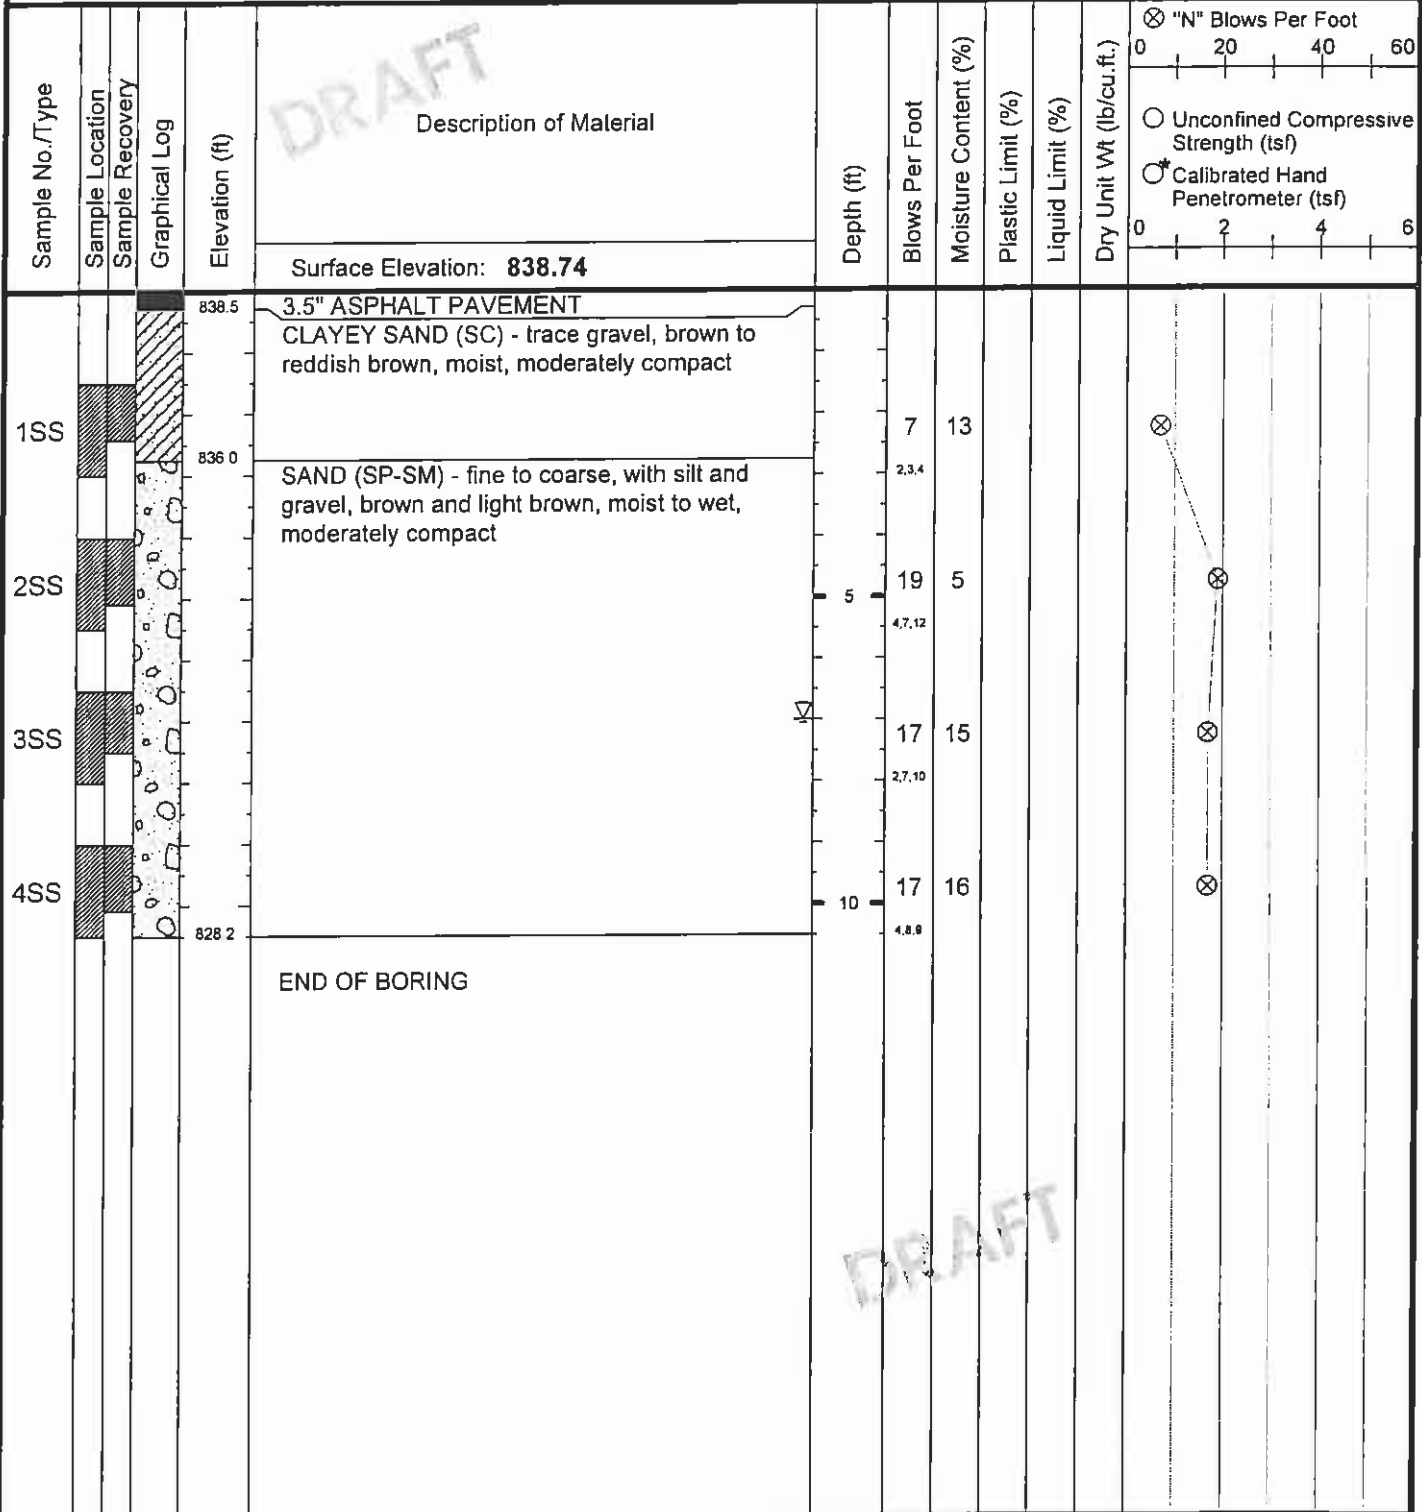 Sample No./Type
Sample Location
Sample Recovery
Graphical Log
Elevation (ft)
DRAFT
Description of Material
Surface Elevation: 838.74
Depth (ft)
Blows Per Foot
Moisture Content (%)
Plastic Limit (%)
Liquid Limit (%)
Dry Unit Wt (lb/cu.ft.)
⊗ "N" Blows Per Foot
0 20 40 60
○ Unconfined Compressive
Strength (tsf)
○* Calibrated Hand
Penetrometer (tsf)
0 2 4 6
838.5 3.5" ASPHALT PAVEMENT
CLAYEY SAND (SC) - trace gravel, brown to
reddish brown, moist, moderately compact
1SS 7 13
836 0
2,3,4
SAND (SP-SM) - fine to coarse, with silt and
gravel, brown and light brown, moist to wet,
moderately compact
2SS 19 5
5
4,7,12
3SS 17 15
2,7,10
4SS 17 16
10
828 2 4,8,9
END OF BORING
DRAFT